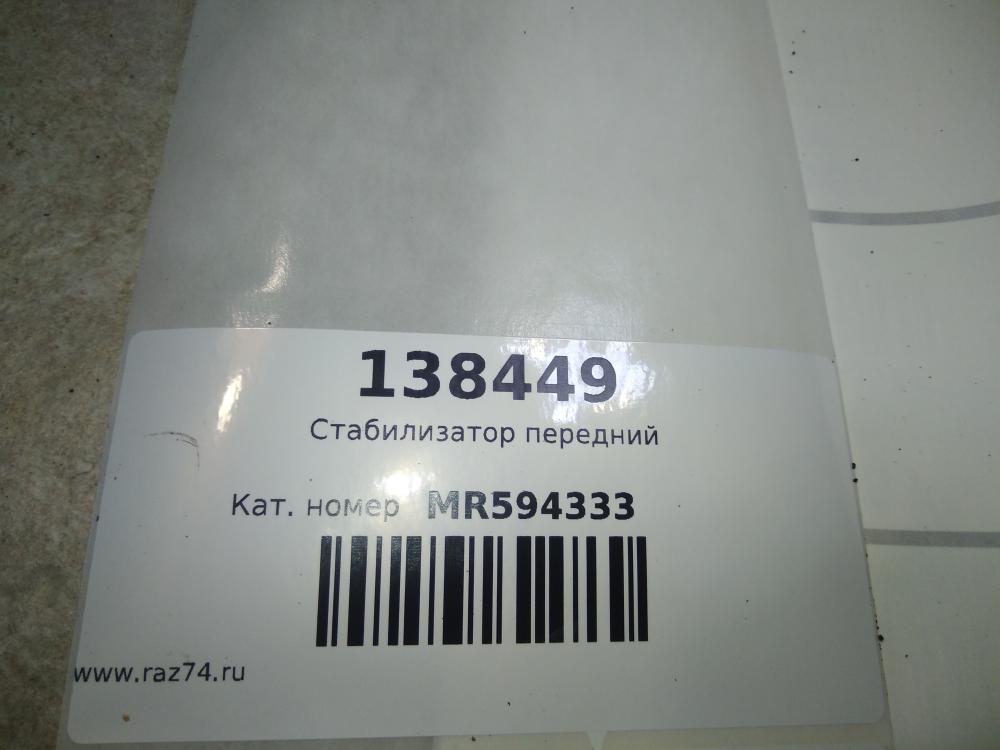 138449
Стабилизатор передний
Кат. номер MR594333
www.raz74.ru